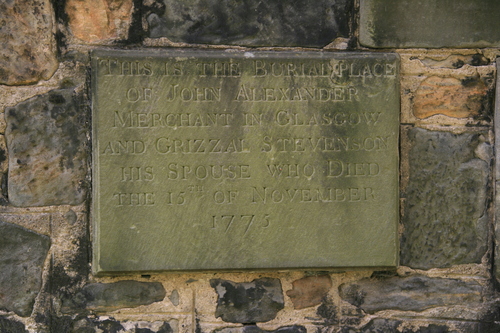 THIS IS THE BURIAL PLACE
OF JOHN ALEXANDER
MERCHANT IN GLASGOW
AND GRIZZAL STEVENSON
HIS SPOUSE WHO DIED
THE 15TH OF NOVEMBER
1775